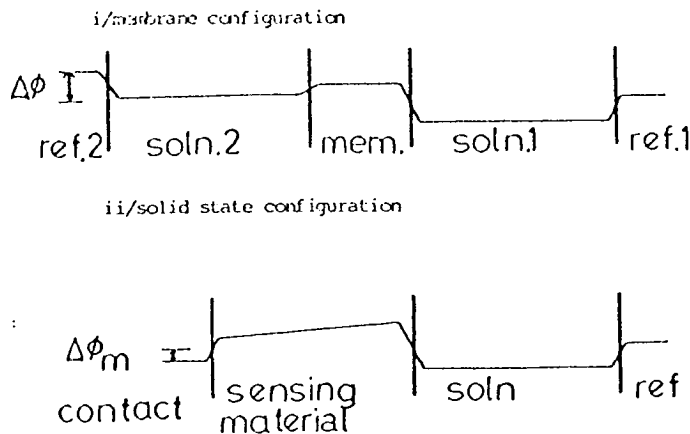 i/membrane configuration
Δϕ
ref.2 soln.2 mem. soln.1 ref.1
ii/solid state configuration
:
Δϕm
contact sensing material soln ref